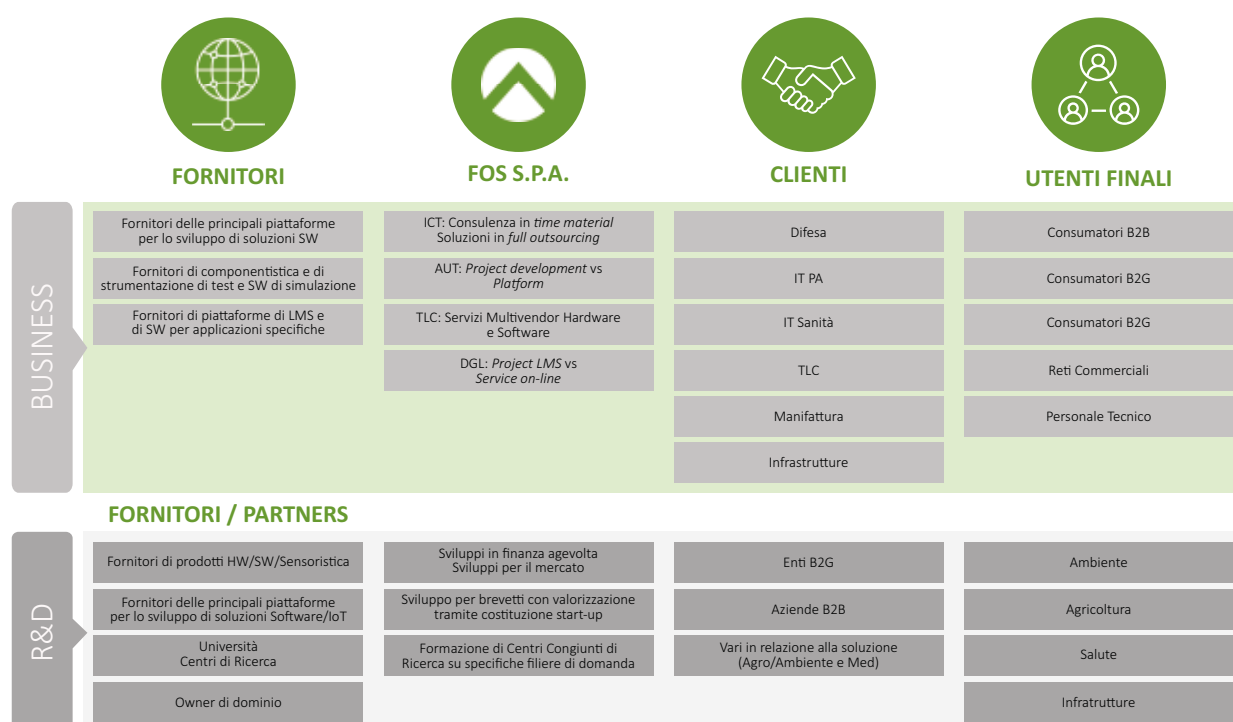 FORNITORI
FOS S.P.A.
CLIENTI
UTENTI FINALI
BUSINESS
Fornitori delle principali piattaforme
per lo sviluppo di soluzioni SW
Fornitori di componentistica e di
strumentazione di test e SW di simulazione
Fornitori di piattaforme di LMS e
di SW per applicazioni specifiche
ICT: Consulenza in time material
Soluzioni in full outsourcing
AUT: Project development vs
Platform
TLC: Servizi Multivendor Hardware
e Software
DGL: Project LMS vs
Service on-line
Difesa
IT PA
IT Sanità
TLC
Manifattura
Infrastrutture
Consumatori B2B
Consumatori B2G
Consumatori B2G
Reti Commerciali
Personale Tecnico
FORNITORI / PARTNERS
R&D
Fornitori di prodotti HW/SW/Sensoristica
Fornitori delle principali piattaforme
per lo sviluppo di soluzioni Software/IoT
Università
Centri di Ricerca
Owner di dominio
Sviluppi in finanza agevolta
Sviluppi per il mercato
Sviluppo per brevetti con valorizzazione
tramite costituzione start-up
Formazione di Centri Congiunti di
Ricerca su specifiche filiere di domanda
Enti B2G
Aziende B2B
Vari in relazione alla soluzione
(Agro/Ambiente e Med)
Ambiente
Agricoltura
Salute
Infratrutture